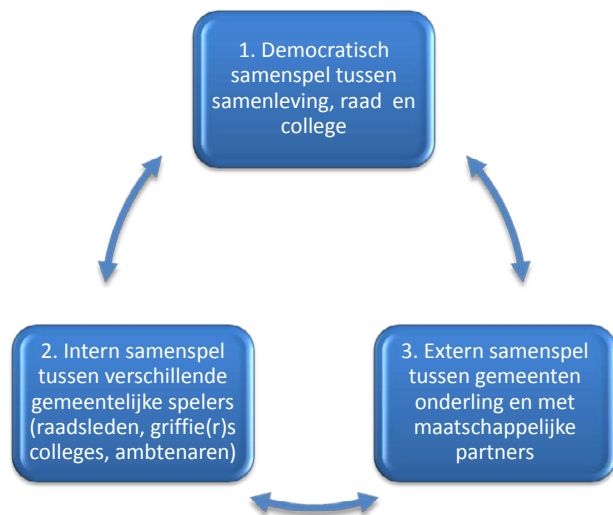 1. Democratisch
samenspel tussen
samenleving, raad en
college
2. Intern samenspel
tussen verschillende
gemeentelijke spelers
(raadsleden, griffie(r)s
colleges, ambtenaren)
3. Extern samenspel
tussen gemeenten
onderling en met
maatschappelijke
partners